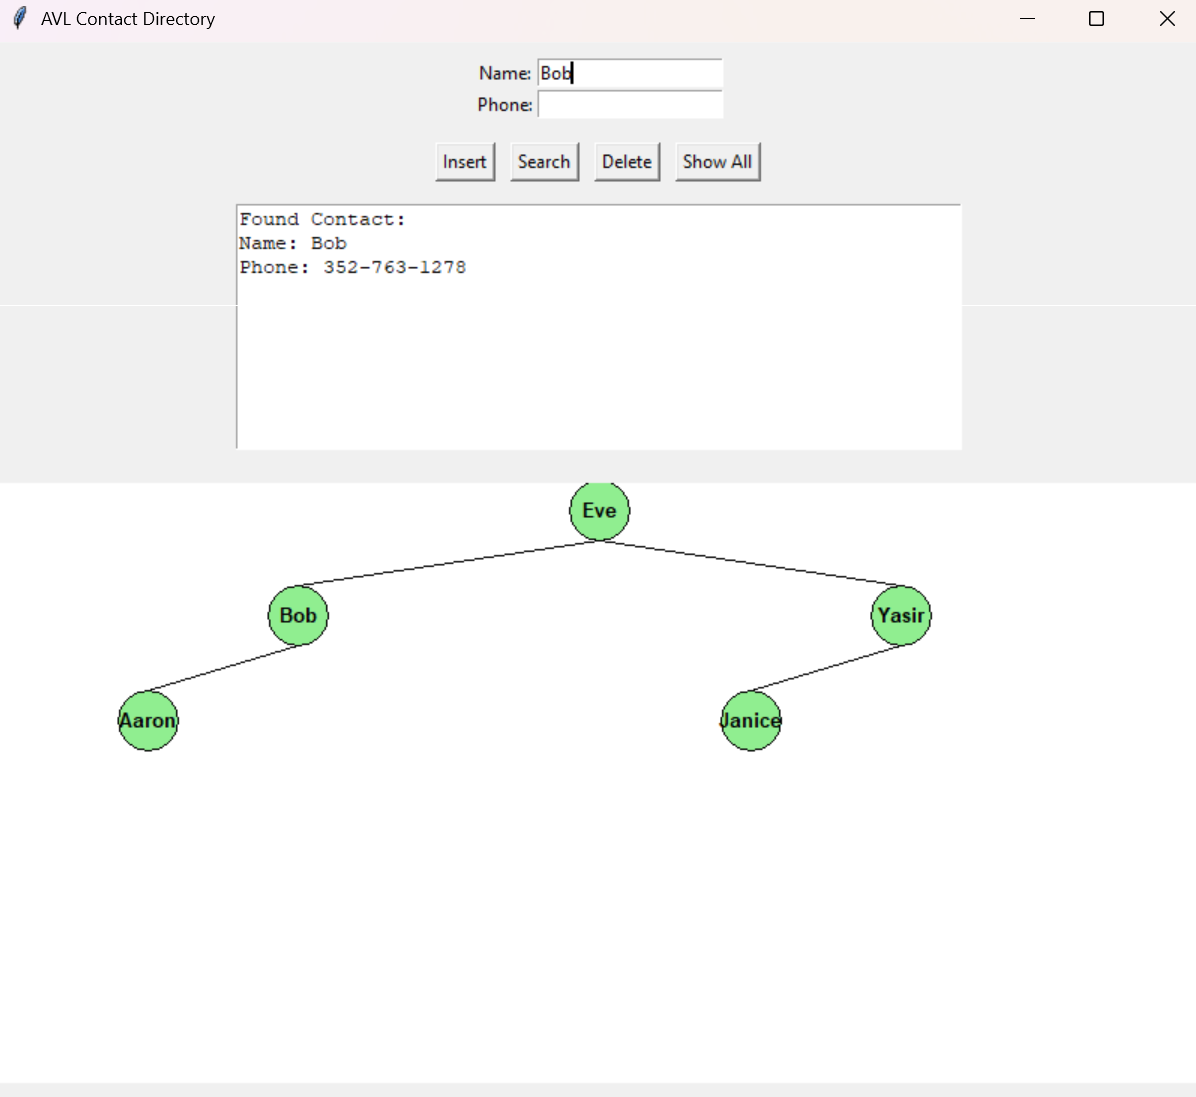 AVL Contact Directory
Name: Bob
Phone:
Insert Search Delete Show All
Found Contact:
Name: Bob
Phone: 352-763-1278
Eve
Bob Yasir
Aaron Janice